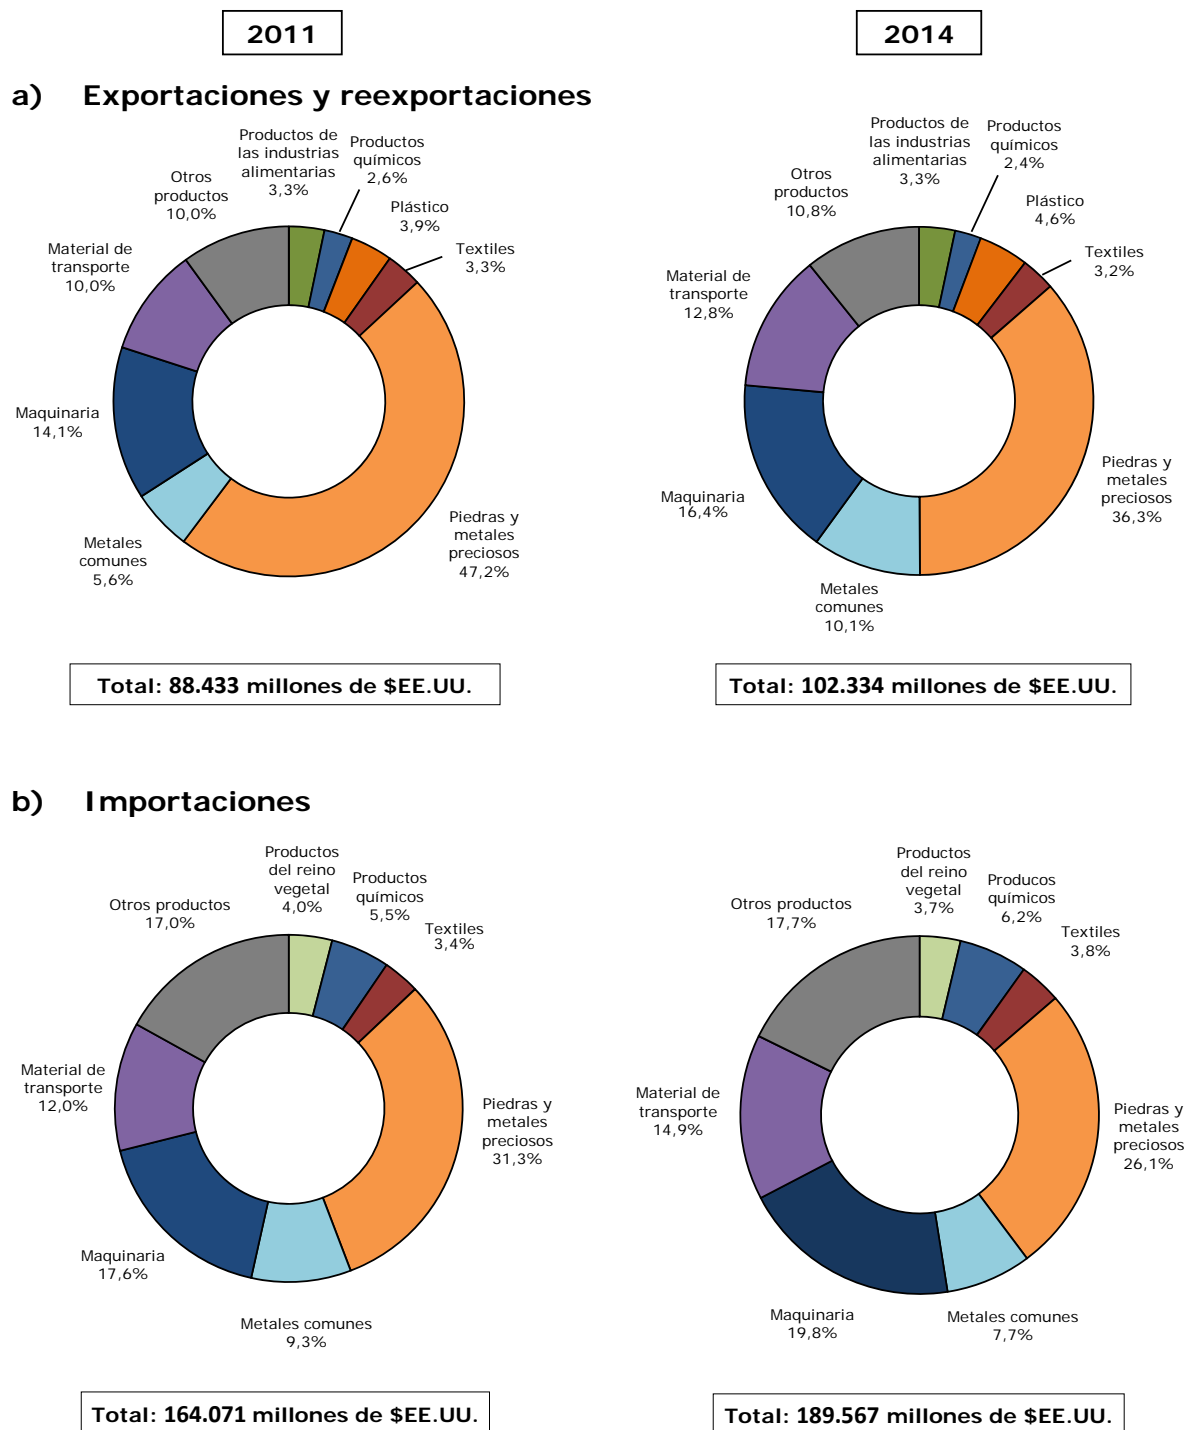 2011
2014
a) Exportaciones y reexportaciones
Productos de
las industrias
alimentarias
3,3%
Productos
químicos
2,6%
Plástico
3,9%
Textiles
3,3%
Piedras y
metales
preciosos
47,2%
Metales
comunes
5,6%
Maquinaria
14,1%
Material de
transporte
10,0%
Otros
productos
10,0%
Total: 88.433 millones de $EE.UU.
Productos de
las industrias
alimentarias
3,3%
Productos
químicos
2,4%
Plástico
4,6%
Textiles
3,2%
Piedras y
metales
preciosos
36,3%
Metales
comunes
10,1%
Maquinaria
16,4%
Material de
transporte
12,8%
Otros
productos
10,8%
Total: 102.334 millones de $EE.UU.
b) Importaciones
Productos
del reino
vegetal
4,0%
Productos
químicos
5,5%
Textiles
3,4%
Piedras y
metales
preciosos
31,3%
Metales comunes
9,3%
Maquinaria
17,6%
Material de
transporte
12,0%
Otros productos
17,0%
Total: 164.071 millones de $EE.UU.
Productos
del reino
vegetal
3,7%
Producos
químicos
6,2%
Textiles
3,8%
Piedras y
metales
preciosos
26,1%
Metales comunes
7,7%
Maquinaria
19,8%
Material de
transporte
14,9%
Otros productos
17,7%
Total: 189.567 millones de $EE.UU.